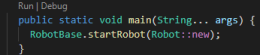 Run | Debug
public static void main(String... args) {
RobotBase.startRobot(Robot::new);
}